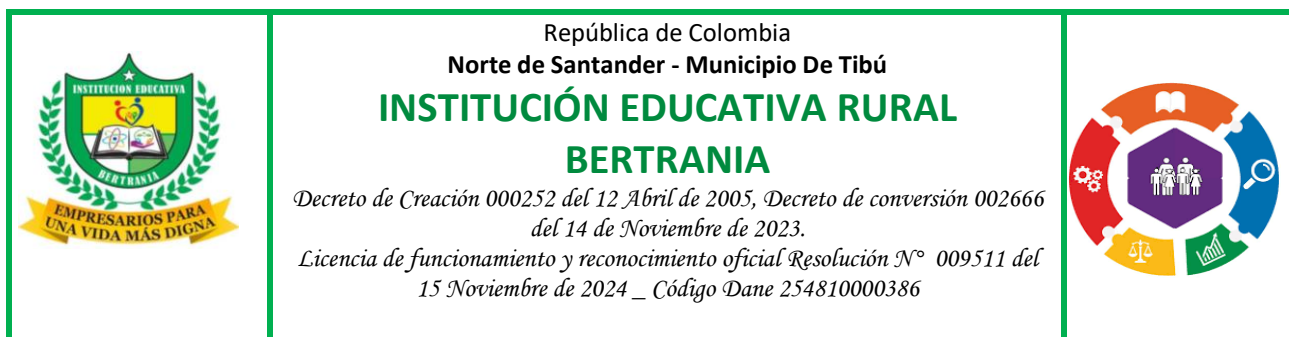 INSTITUCION EDUCATIVA
BERTRANIA
EMPRESARIOS PARA
UNA VIDA MÁS DIGNA
República de Colombia
Norte de Santander - Municipio De Tibú
INSTITUCIÓN EDUCATIVA RURAL
BERTRANIA
Decreto de Creación 000252 del 12 Abril de 2005, Decreto de conversión 002666
del 14 de Noviembre de 2023.
Licencia de funcionamiento y reconocimiento oficial Resolución N° 009511 del
15 Noviembre de 2024 _ Código Dane 254810000386